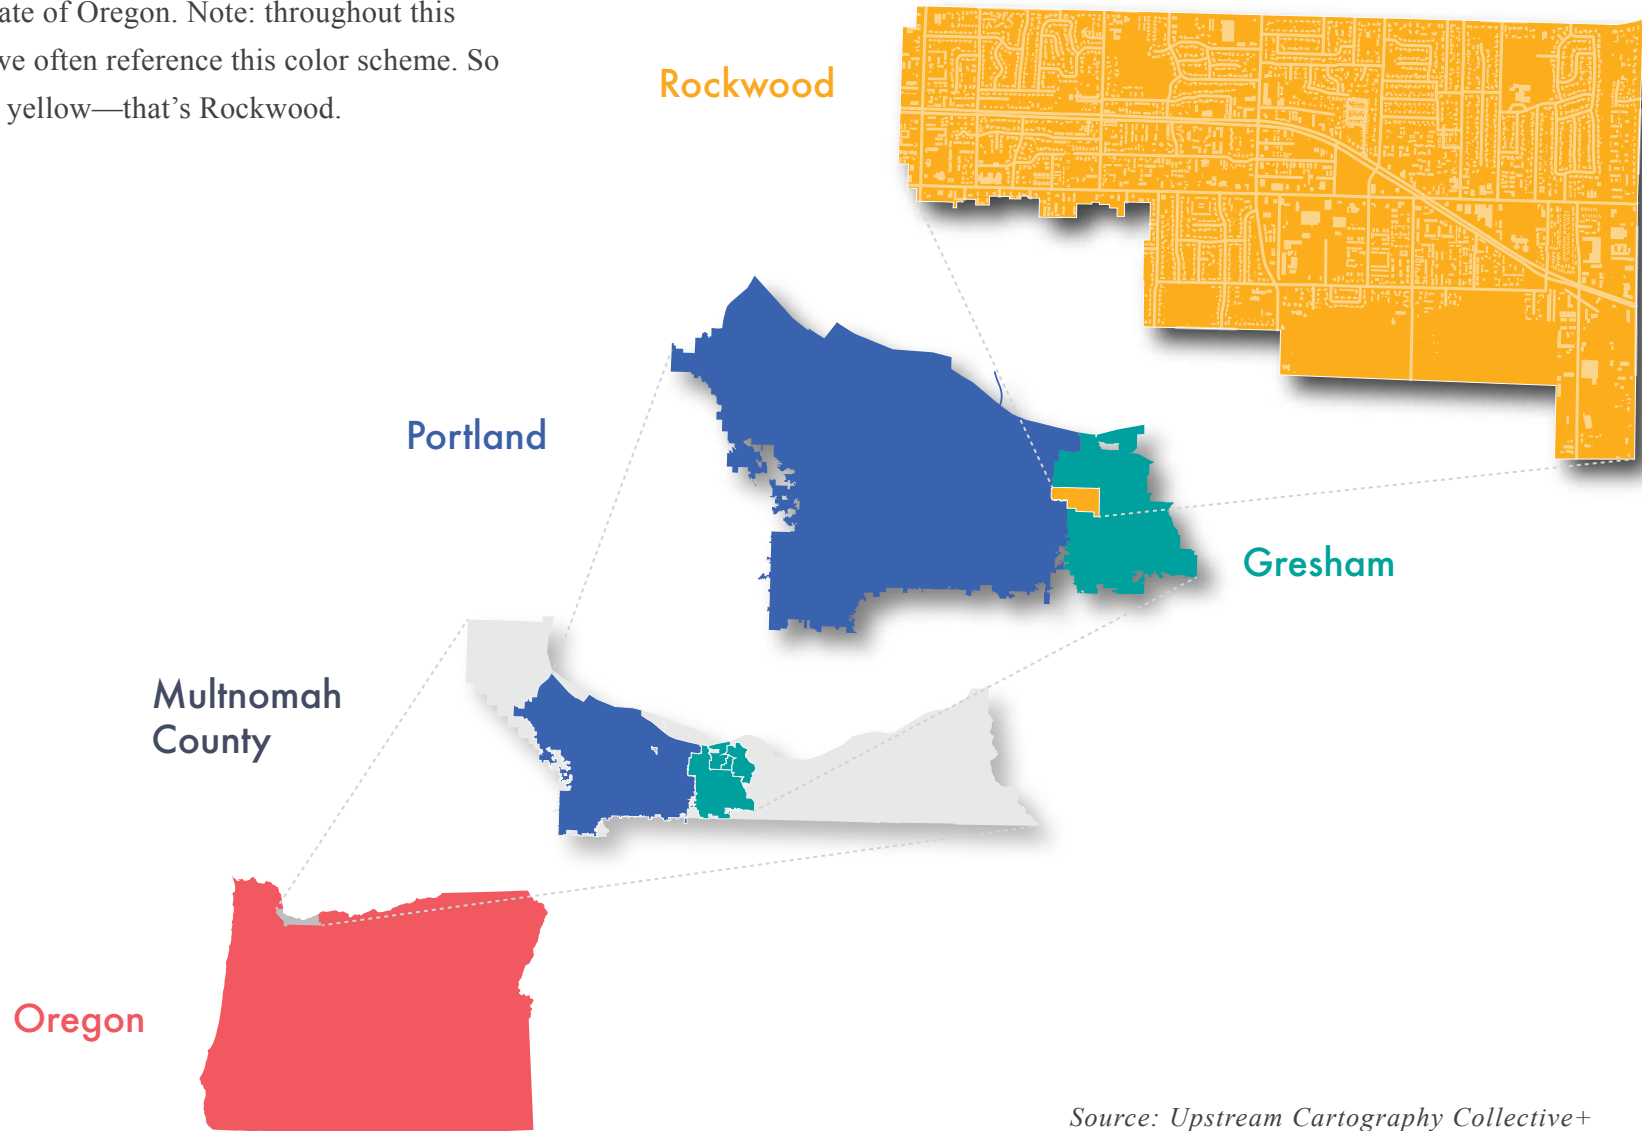 ate of Oregon. Note: throughout this
we often reference this color scheme. So
yellow—that’s Rockwood.
Rockwood
Portland
Gresham
Multnomah
County
Oregon
Source: Upstream Cartography Collective+